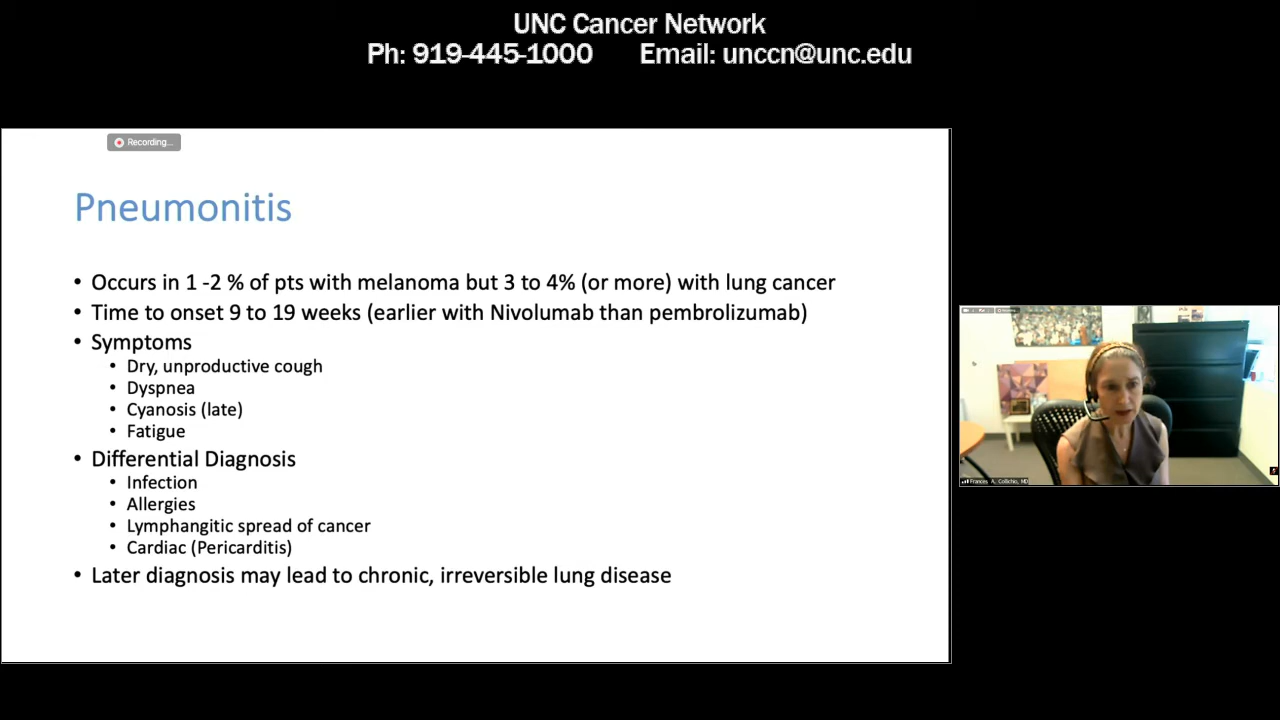 UNC Cancer Network
Ph: 919-445-1000 Email: unccn@unc.edu
Recording...
Pneumonitis
• Occurs in 1 -2 % of pts with melanoma but 3 to 4% (or more) with lung cancer
• Time to onset 9 to 19 weeks (earlier with Nivolumab than pembrolizumab)
• Symptoms
• Dry, unproductive cough
• Dyspnea
• Cyanosis (late)
• Fatigue
• Differential Diagnosis
• Infection
• Allergies
• Lymphangitic spread of cancer
• Cardiac (Pericarditis)
• Later diagnosis may lead to chronic, irreversible lung disease
Frances A. Collichio, MD